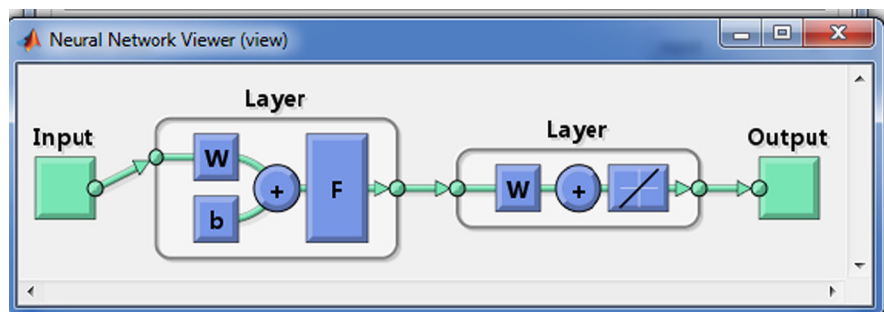 Neural Network Viewer (view)
Layer
Input
W
b
+
F
Layer
W
+
Output